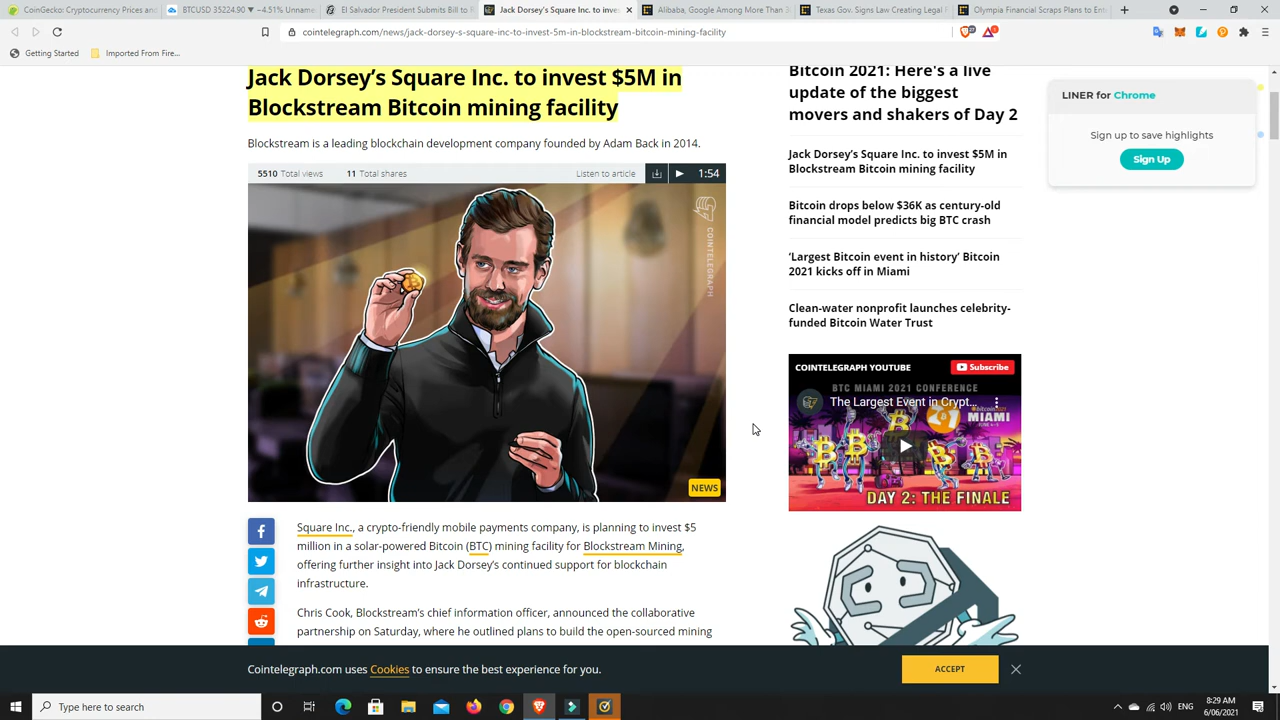 CoinGecko: Cryptocurrency Prices and
BTCUSD 35224.90 ▼ −4.51% Unnamed
El Salvador President Submits Bill to
Jack Dorsey's Square Inc. to inves
Alibaba, Google Among More Than 3
Texas Gov. Signs Law Creating Legal
Olympia Financial Scraps Plans to Ent
cointelegraph.com/news/jack-dorsey-s-square-inc-to-invest-5m-in-blockstream-bitcoin-mining-facility
Getting Started
Imported From Fire...
Jack Dorsey's Square Inc. to invest $5M in
Blockstream Bitcoin mining facility
Blockstream is a leading blockchain development company founded by Adam Back in 2014.
5510 Total views
11 Total shares
Listen to article
1:54
COINTELEGRAPH
NEWS
Square Inc., a crypto-friendly mobile payments company, is planning to invest $5
million in a solar-powered Bitcoin (BTC) mining facility for Blockstream Mining,
offering further insight into Jack Dorsey's continued support for blockchain
infrastructure.
Chris Cook, Blockstream's chief information officer, announced the collaborative
partnership on Saturday, where he outlined plans to build the open-sourced mining
Bitcoin 2021: Here's a live
update of the biggest
movers and shakers of Day 2
Jack Dorsey's Square Inc. to invest $5M in
Blockstream Bitcoin mining facility
Bitcoin drops below $36K as century-old
financial model predicts big BTC crash
'Largest Bitcoin event in history' Bitcoin
2021 kicks off in Miami
Clean-water nonprofit launches celebrity-
funded Bitcoin Water Trust
COINTELEGRAPH YOUTUBE
Subscribe
BTC MIAMI 2021 CONFERENCE
The Largest Event in Crypt...
MIAMI
DAY 2: THE FINALE
LINER for Chrome
Sign up to save highlights
Sign Up
Cointelegraph.com uses Cookies to ensure the best experience for you.
ACCEPT
Type here to search
ENG
8:29 AM
6/06/2021